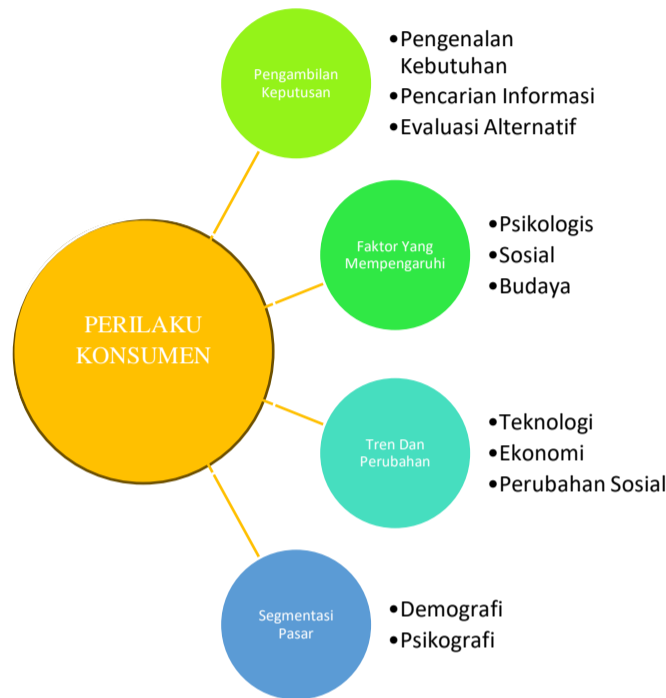 PERILAKU
KONSUMEN
Pengambilan
Keputusan
•Pengenalan
Kebutuhan
•Pencarian Informasi
•Evaluasi Alternatif
Faktor Yang
Mempengaruhi
•Psikologis
•Sosial
•Budaya
Tren Dan
Perubahan
•Teknologi
•Ekonomi
•Perubahan Sosial
Segmentasi
Pasar
•Demografi
•Psikografi